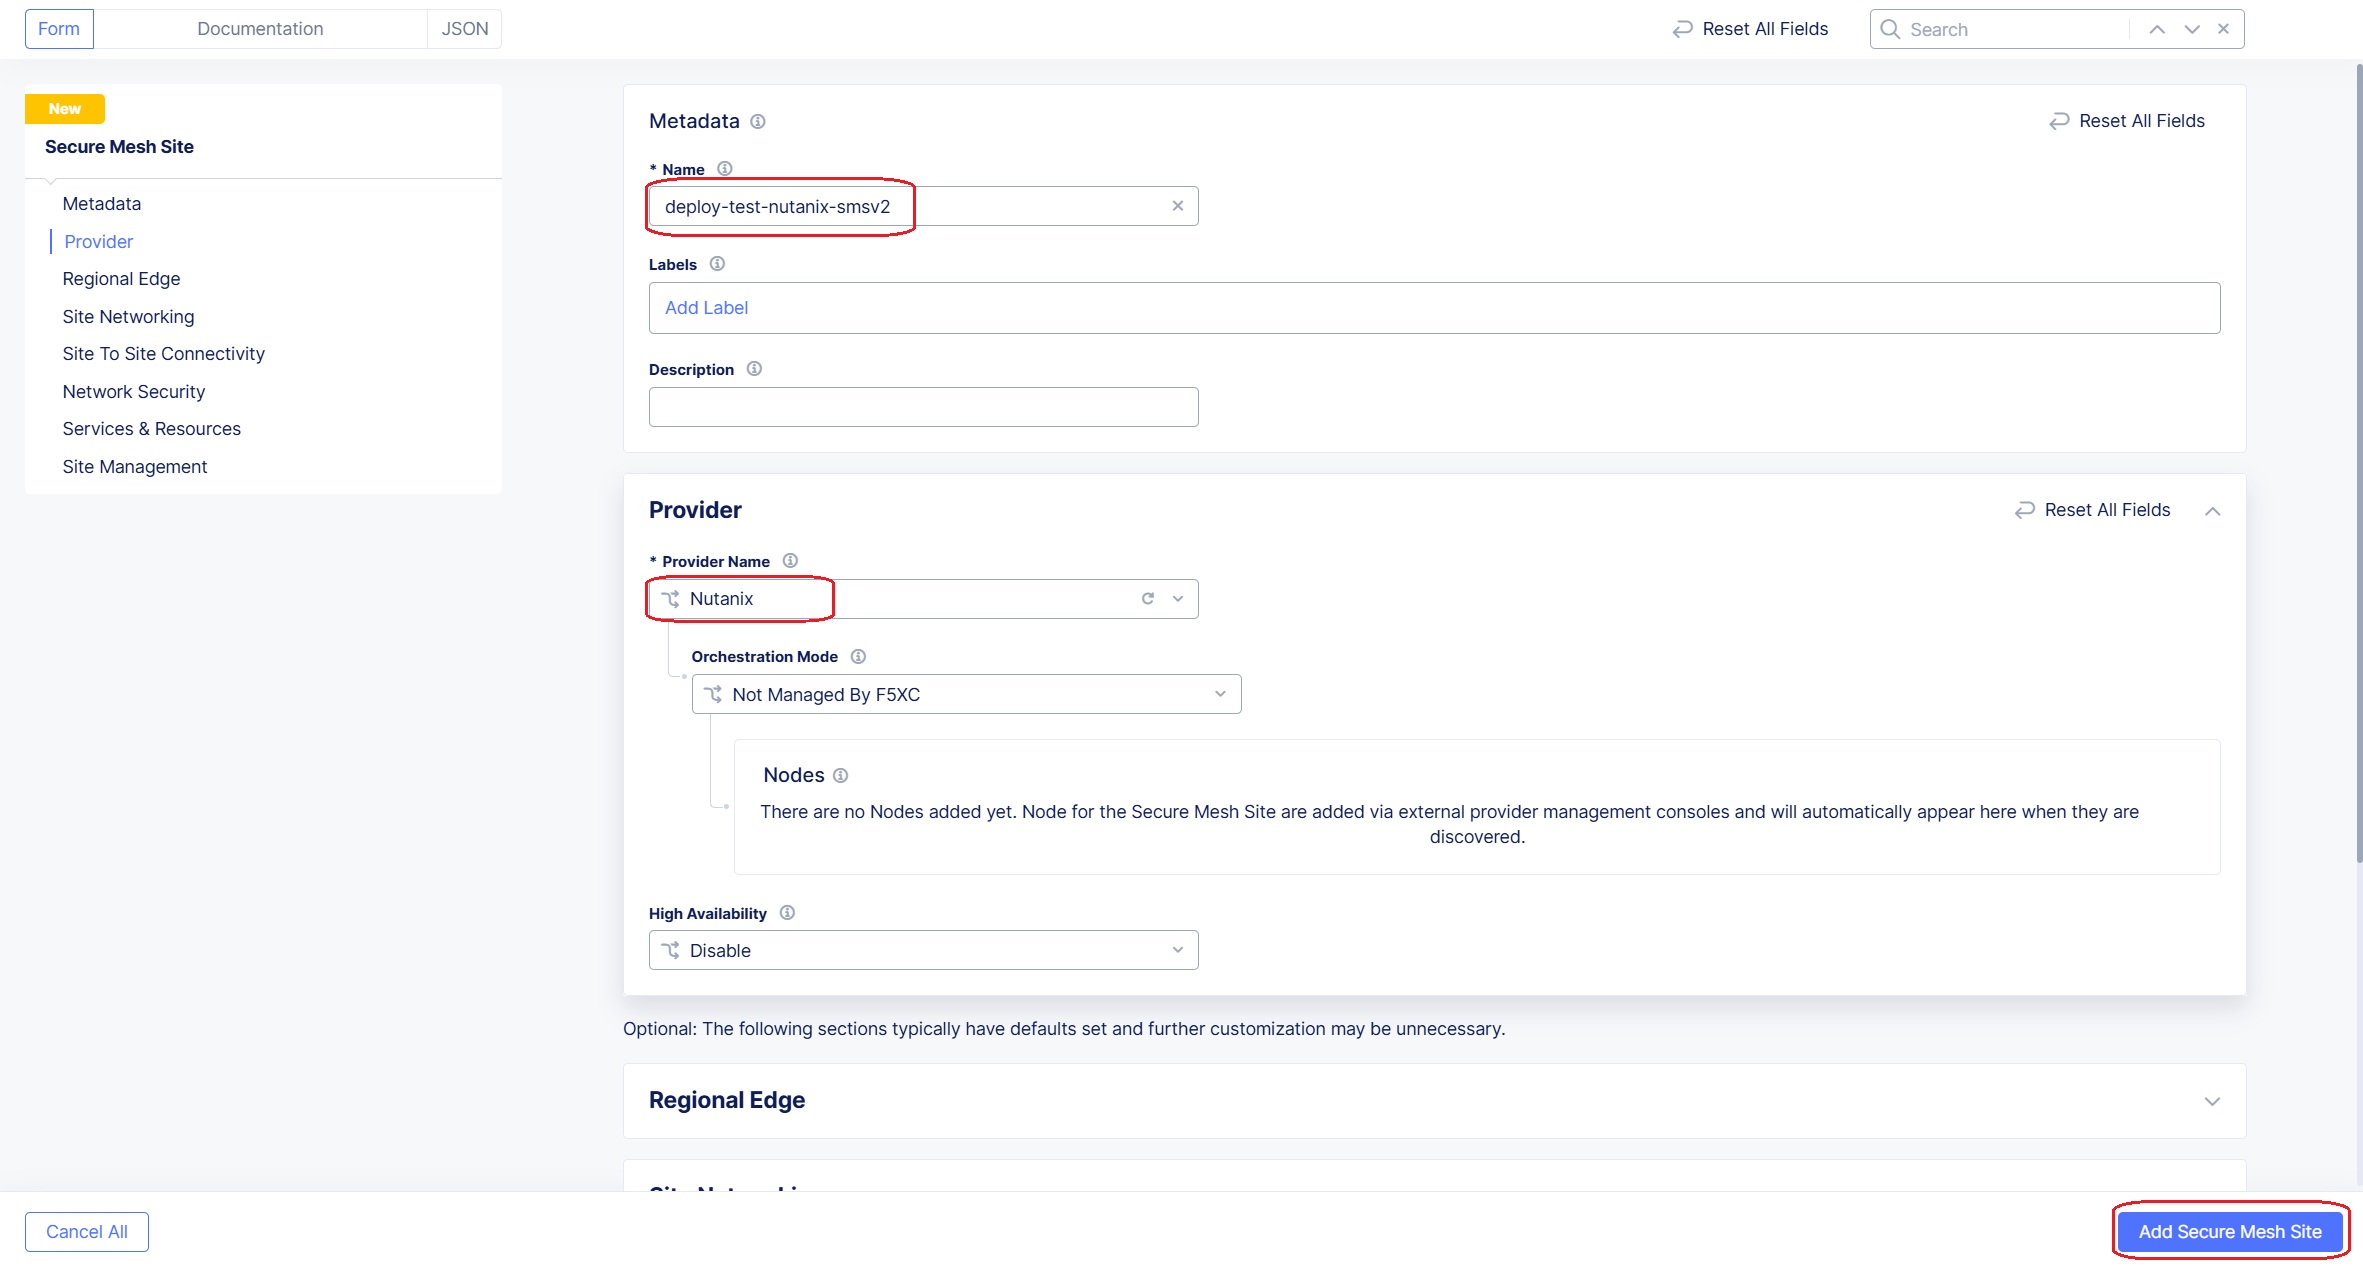 Form
Documentation
JSON
Reset All Fields
Search
New
Secure Mesh Site
Metadata
Provider
Regional Edge
Site Networking
Site To Site Connectivity
Network Security
Services & Resources
Site Management
Metadata
Reset All Fields
* Name
deploy-test-nutanix-smsv2
Labels
Add Label
Description
Provider
Reset All Fields
* Provider Name
Nutanix
Orchestration Mode
Not Managed By F5XC
Nodes
There are no Nodes added yet. Node for the Secure Mesh Site are added via external provider management consoles and will automatically appear here when they are
discovered.
High Availability
Disable
Optional: The following sections typically have defaults set and further customization may be unnecessary.
Regional Edge
Cancel All
Add Secure Mesh Site